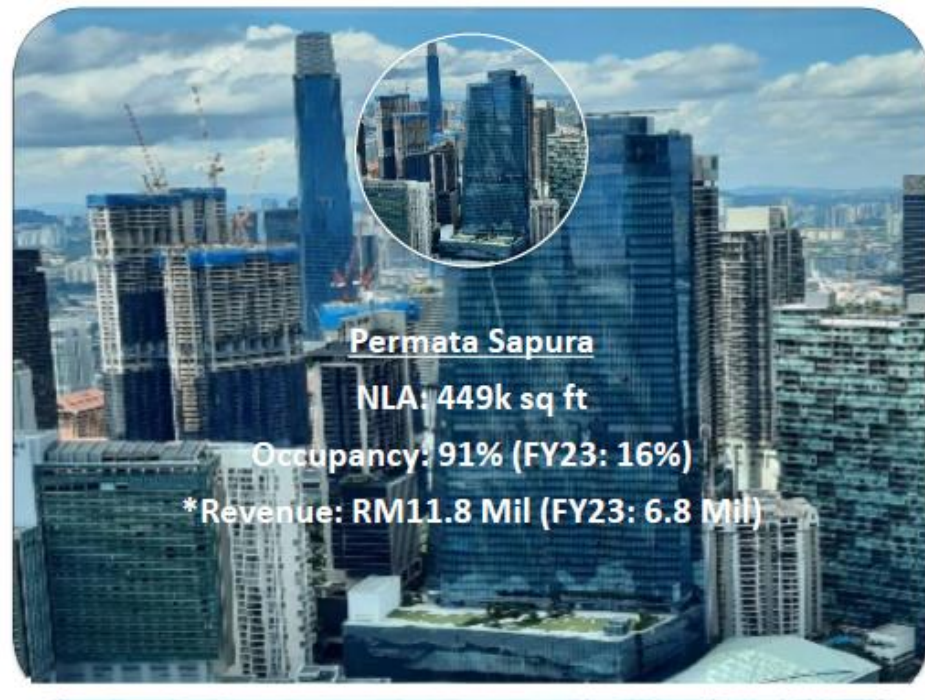 Permata Sapura
NLA: 449k sq ft
Occupancy: 91% (FY23: 16%)
*Revenue: RM11.8 Mil (FY23: 6.8 Mil)